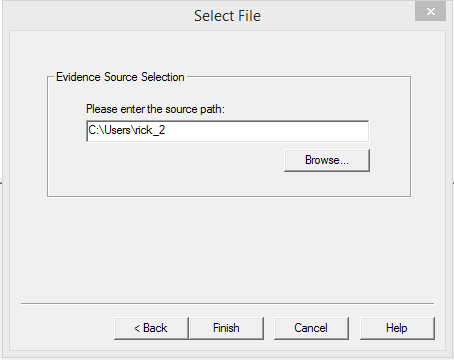 Select File
Evidence Source Selection
Please enter the source path:
C:\Users\rick_2
Browse...
< Back
Finish
Cancel
Help